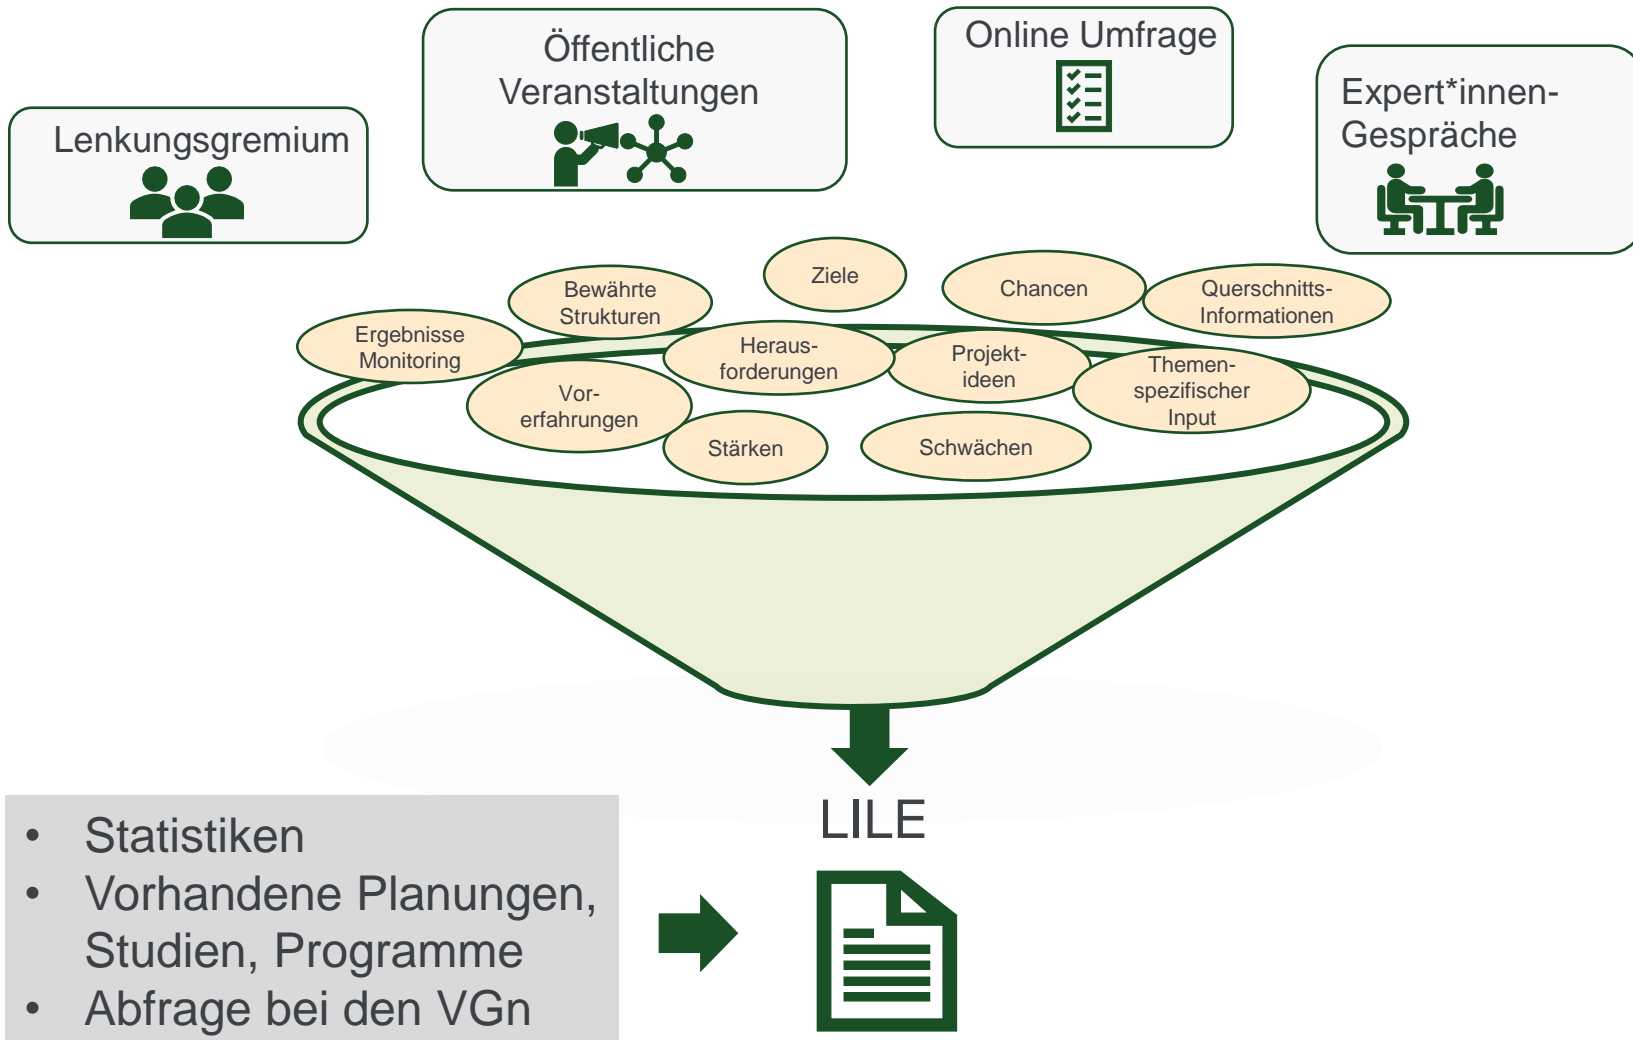 Lenkungsgremium
Öffentliche
Veranstaltungen
Online Umfrage
Expert*innen-
Gespräche
Ziele
Chancen
Bewährte
Strukturen
Querschnitts-
Informationen
Ergebnisse
Monitoring
Heraus-
forderungen
Projekt-
ideen
Themen-
spezifischer
Input
Vor-
erfahrungen
Stärken
Schwächen
LILE
• Statistiken
• Vorhandene Planungen,
Studien, Programme
• Abfrage bei den VGn